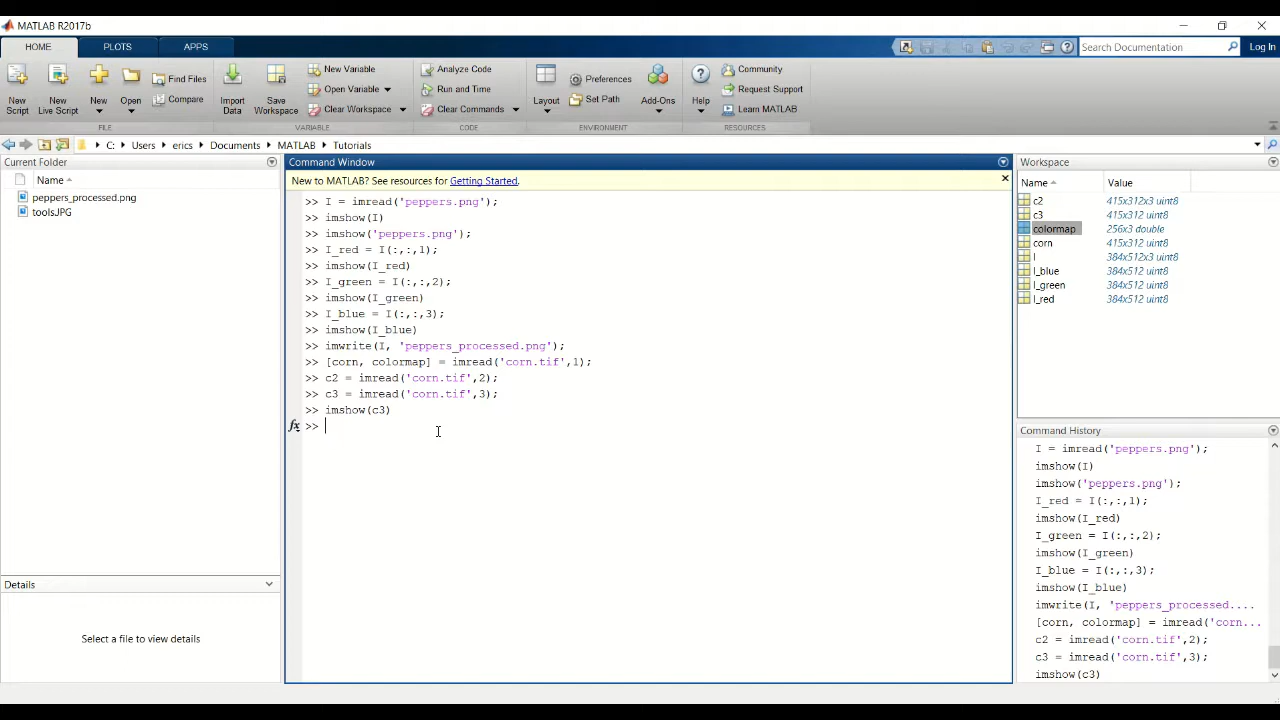 MATLAB R2017b
HOME PLOTS APPS Search Documentation Log In
New Script New Live Script New Open Find Files Compare Import Data Save Workspace New Variable Open Variable Clear Workspace Analyze Code Run and Time Clear Commands Layout Preferences Set Path Add-Ons Help Community Request Support Learn MATLAB
FILE VARIABLE CODE ENVIRONMENT RESOURCES
C: Users erics Documents MATLAB Tutorials
Current Folder
Name
peppers_processed.png
toolsJPG
Details
Select a file to view details
Command Window
New to MATLAB? See resources for Getting Started.
>> I = imread('peppers.png');
>> imshow(I)
>> imshow('peppers.png');
>> I_red = I(:,:,1);
>> imshow(I_red)
>> I_green = I(:,:,2);
>> imshow(I_green)
>> I_blue = I(:,:,3);
>> imshow(I_blue)
>> imwrite(I, 'peppers_processed.png');
>> [corn, colormap] = imread('corn.tif',1);
>> c2 = imread('corn.tif',2);
>> c3 = imread('corn.tif',3);
>> imshow(c3)
fx >>
Workspace
Name Value
c2 415x312x3 uint8
c3 415x312 uint8
colormap 256x3 double
corn 415x312 uint8
I 384x512x3 uint8
I_blue 384x512 uint8
I_green 384x512 uint8
I_red 384x512 uint8
Command History
I = imread('peppers.png');
imshow(I)
imshow('peppers.png');
I_red = I(:,:,1);
imshow(I_red)
I_green = I(:,:,2);
imshow(I_green)
I_blue = I(:,:,3);
imshow(I_blue)
imwrite(I, 'peppers_processed....
[corn, colormap] = imread('corn...
c2 = imread('corn.tif',2);
c3 = imread('corn.tif',3);
imshow(c3)